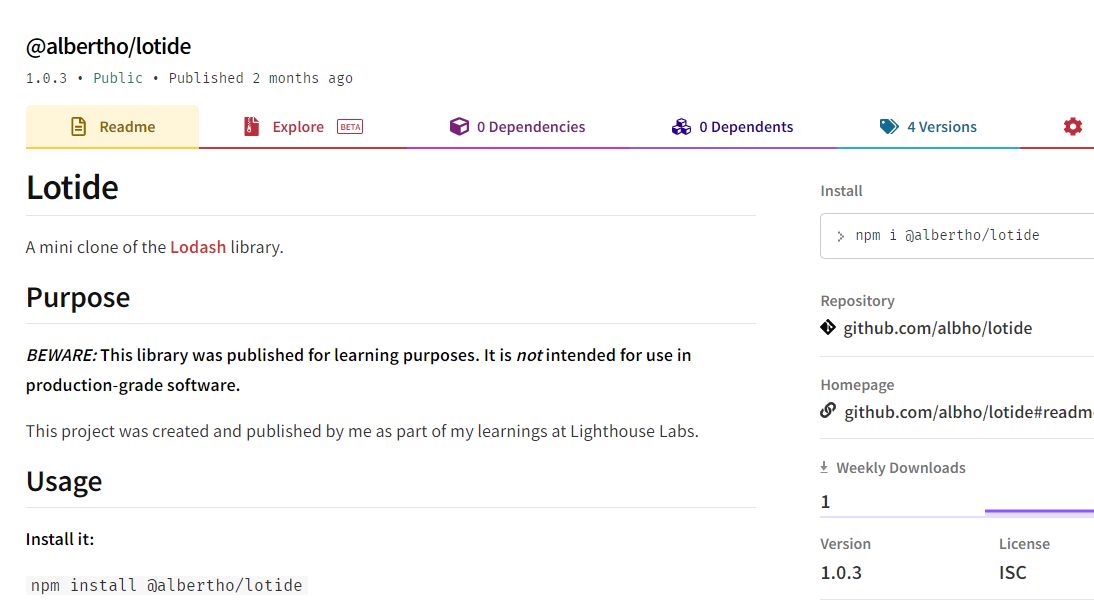 @albertho/lotide
1.0.3 • Public • Published 2 months ago
Readme
Explore BETA
0 Dependencies
0 Dependents
4 Versions
Lotide
A mini clone of the Lodash library.
Purpose
BEWARE: This library was published for learning purposes. It is not intended for use in
production-grade software.
This project was created and published by me as part of my learnings at Lighthouse Labs.
Usage
Install it:
npm install @albertho/lotide
Install
> npm i @albertho/lotide
Repository
github.com/albho/lotide
Homepage
github.com/albho/lotide#readm
Weekly Downloads
1
Version
License
1.0.3
ISC